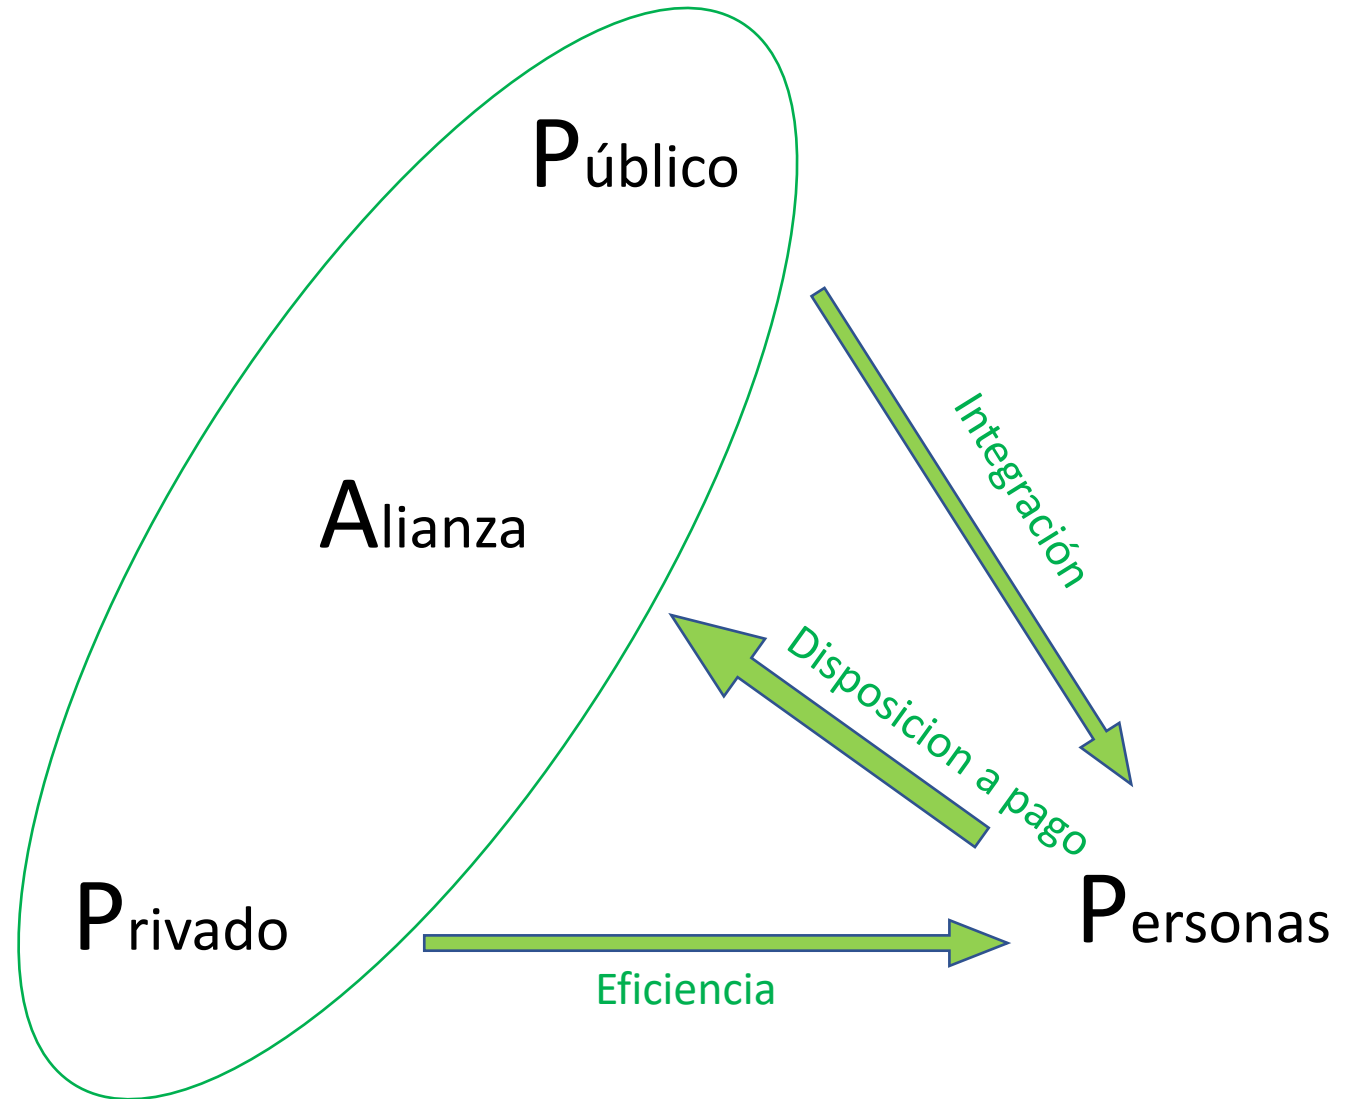 Público
Integración
Alianza
Disposicion a pago
Privado
Personas
Eficiencia